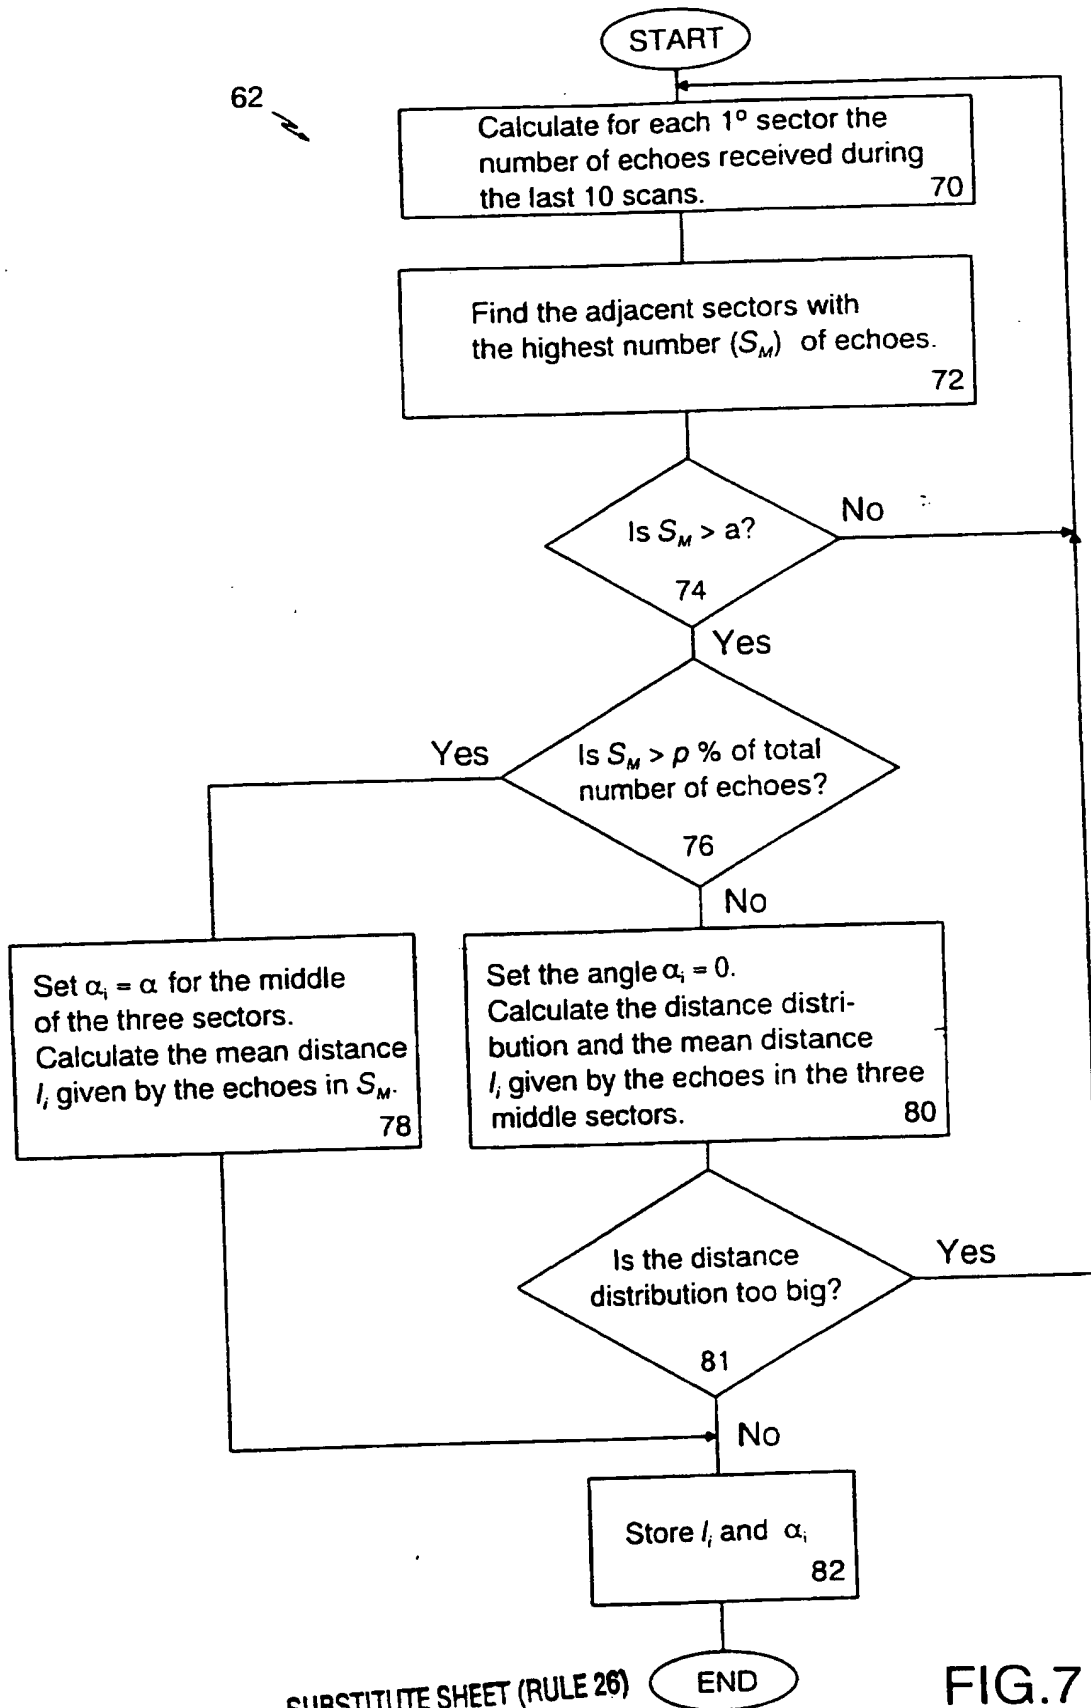 START
62
Calculate for each 1° sector the
number of echoes received during
the last 10 scans.
70
Find the adjacent sectors with
the highest number (S_M) of echoes.
72
Is S_M > a?
No
74
Yes
Is S_M > p % of total
number of echoes?
Yes
76
No
Set α_i = α for the middle
of the three sectors.
Calculate the mean distance
l_i given by the echoes in S_M.
78
Set the angle α_i = 0.
Calculate the distance distri-
bution and the mean distance
l_i given by the echoes in the three
middle sectors.
80
Is the distance
distribution too big?
Yes
81
No
Store l_i and α_i
82
END
SUBSTITUTE SHEET (RULE 26)
FIG.7